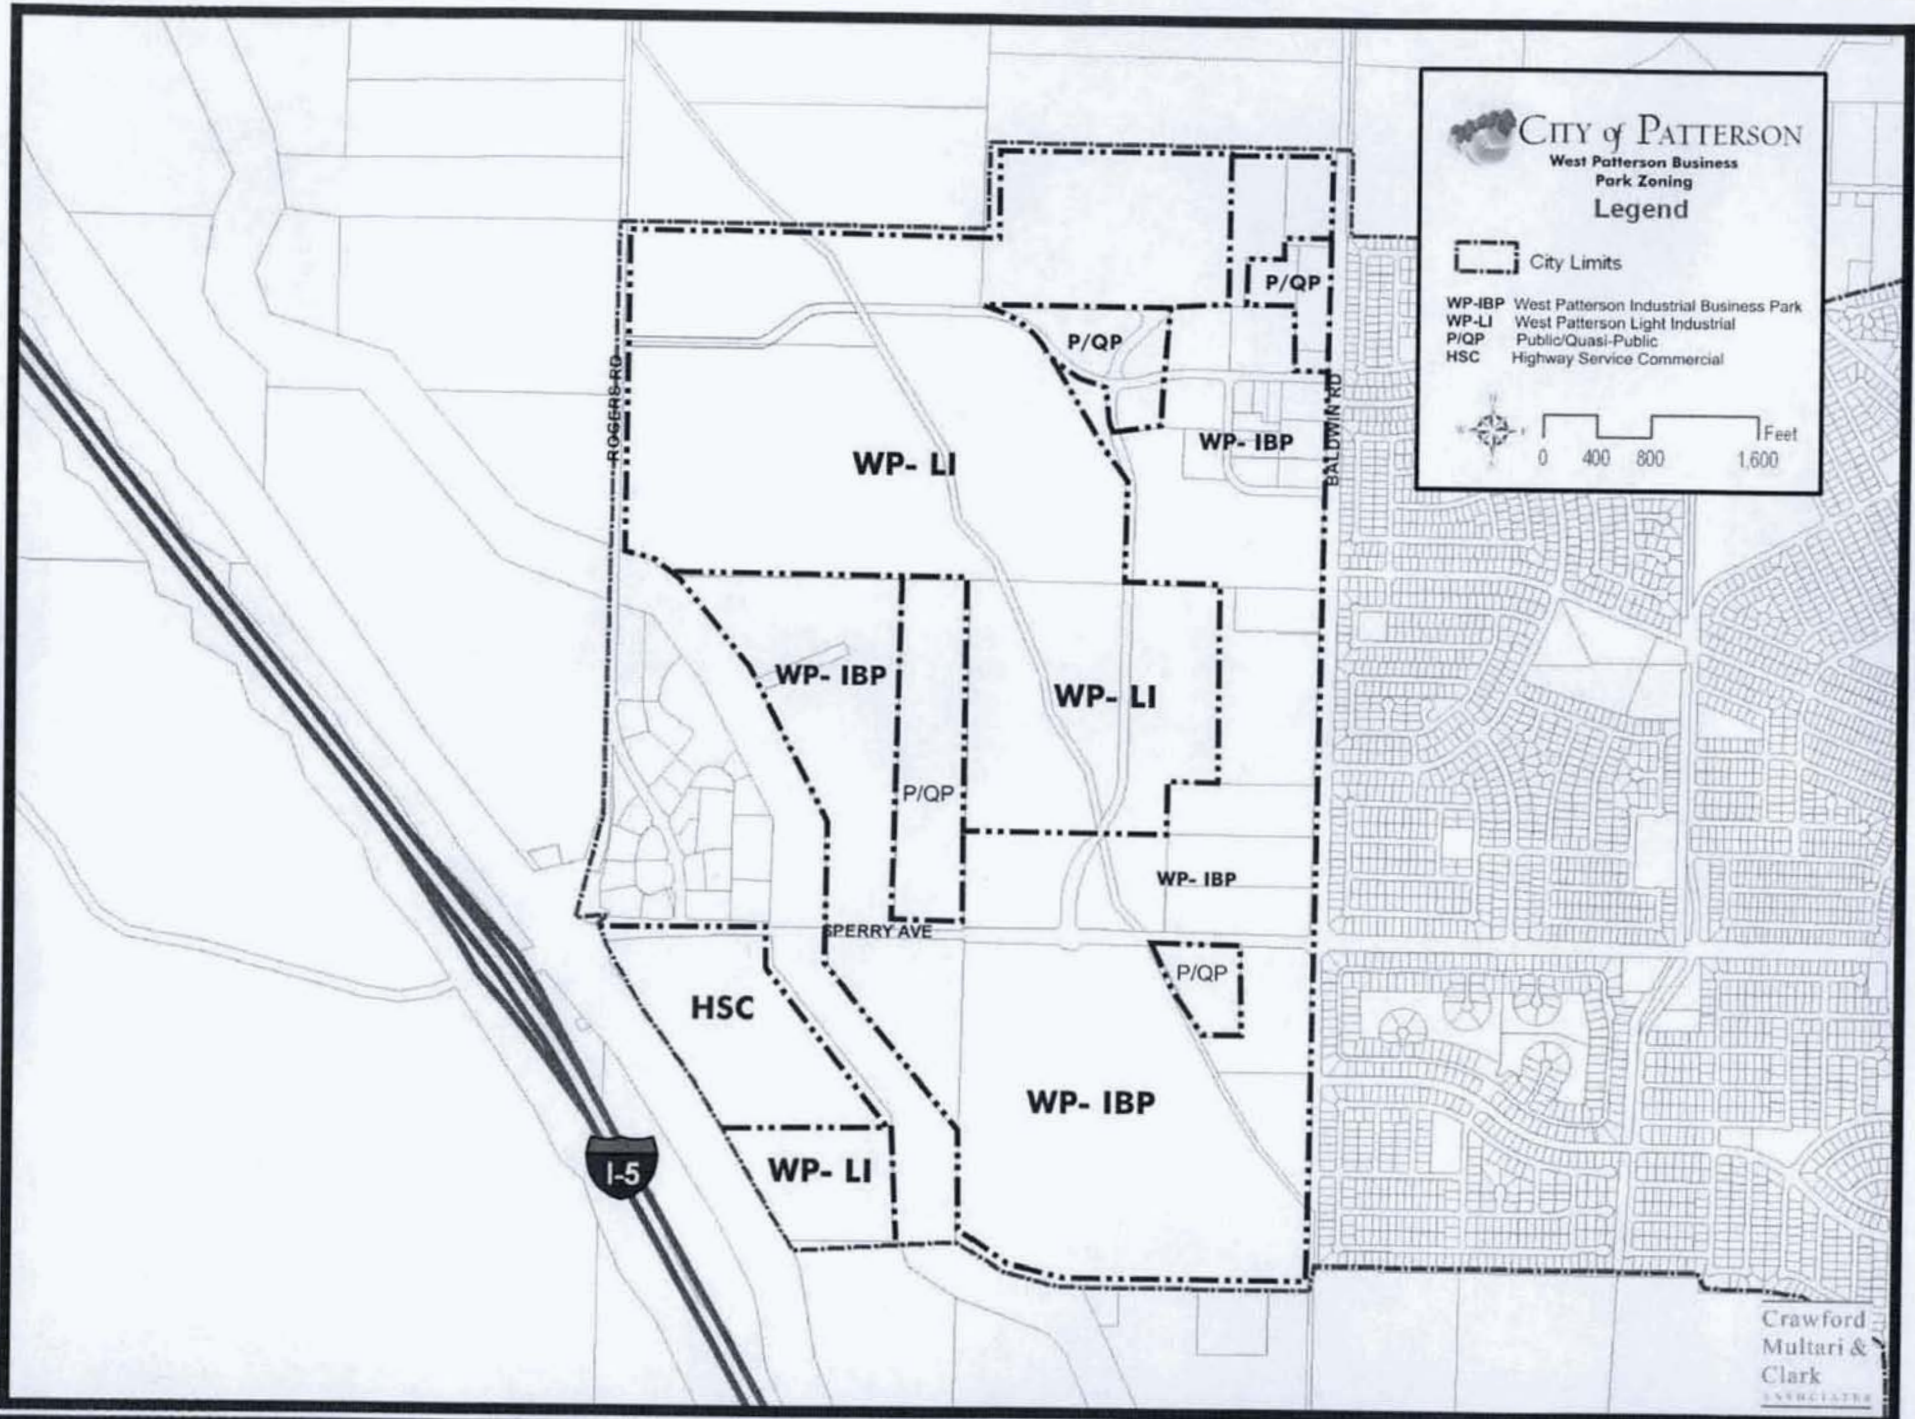 CITY of PATTERSON
West Patterson Business
Park Zoning
Legend
City Limits
WP-IBP West Patterson Industrial Business Park
WP-LI West Patterson Light Industrial
P/QP Public/Quasi-Public
HSC Highway Service Commercial
N
W E
S
Feet
0 400 800 1,600
P/QP
P/QP
ROGERS RD
BALDWIN RD
WP- IBP
WP- LI
WP- IBP
WP- LI
P/QP
WP- IBP
SPERRY AVE
P/QP
HSC
WP- IBP
WP- LI
I-5
Crawford
Multari &
Clark
ASSOCIATES